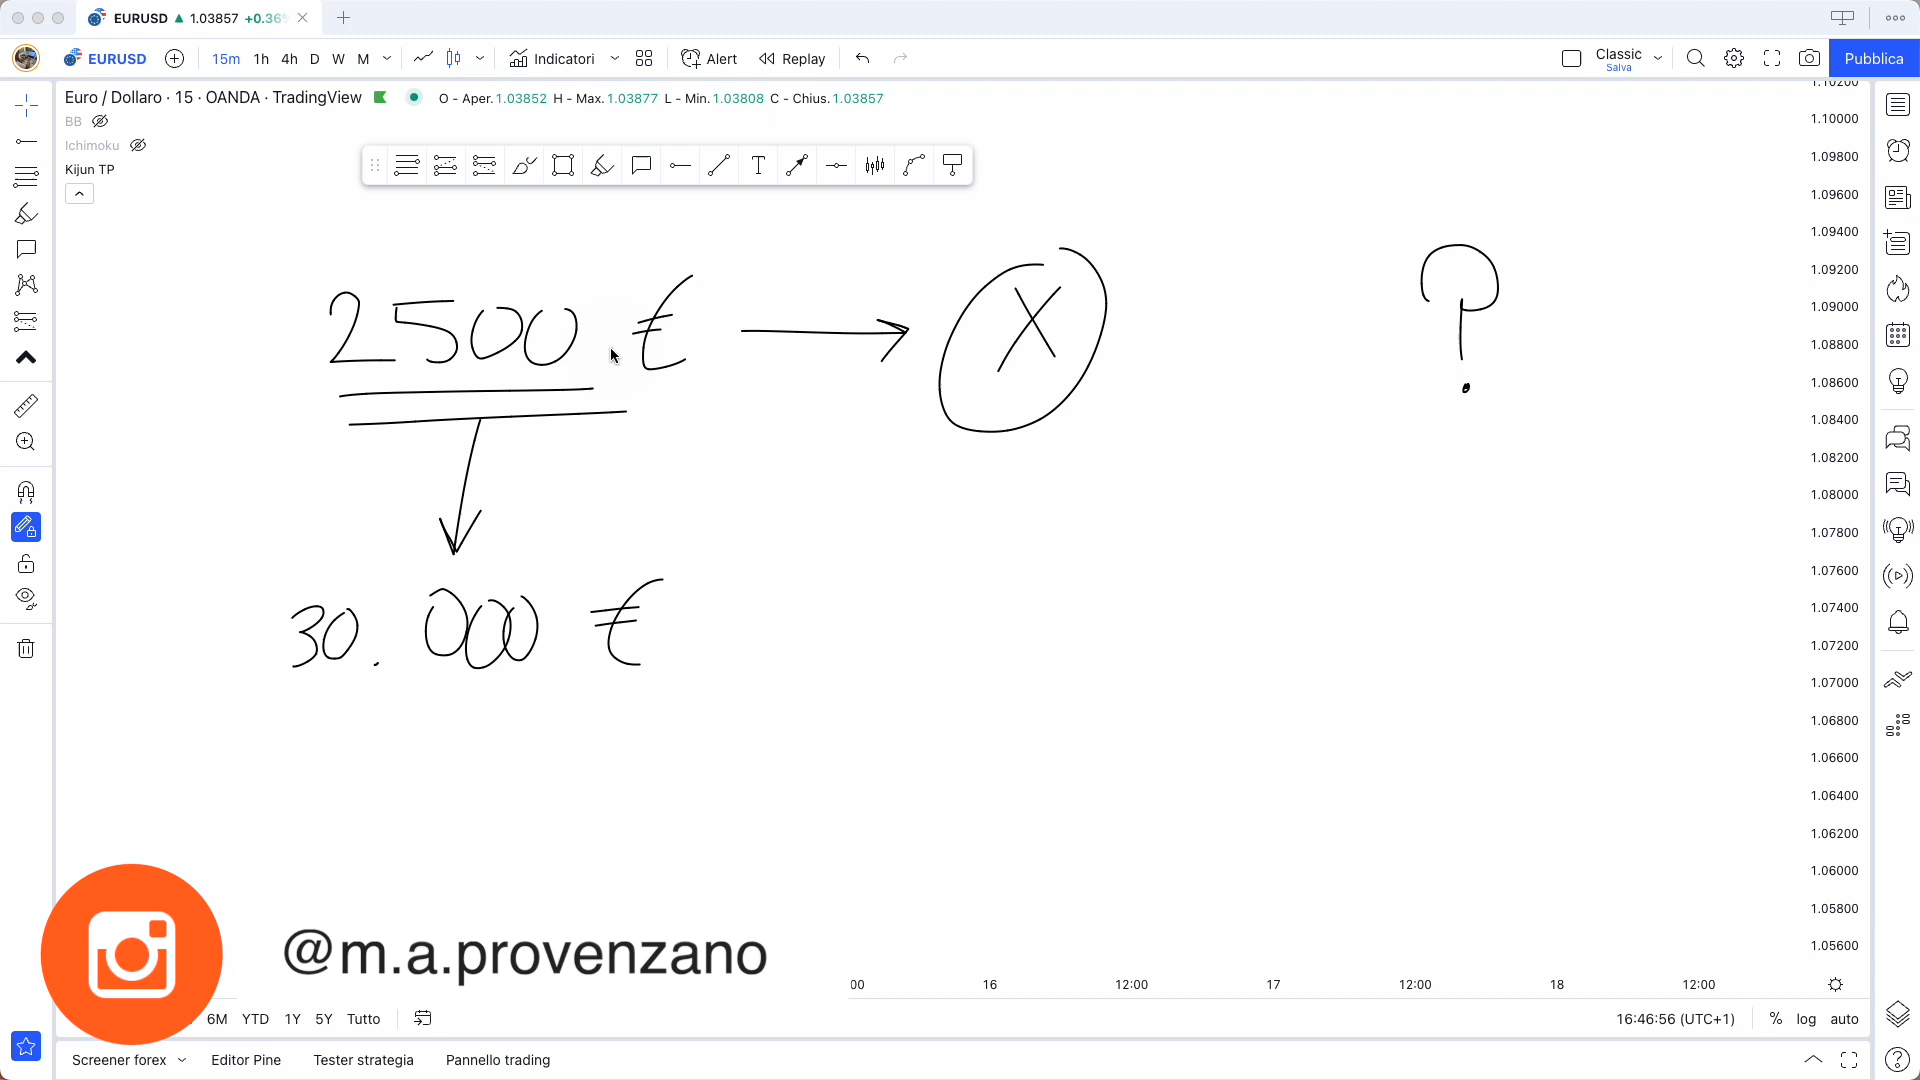 EURUSD ▲ 1.03857 +0.36%
EURUSD 15m 1h 4h D W M Indicatori Alert Replay Classic Salva Pubblica
Euro / Dollaro · 15 · OANDA · TradingView O - Aper.1.03852 H - Max.1.03877 L - Min.1.03808 C - Chius.1.03857
BB
Ichimoku
Kijun TP
T
2500 € → X ?
30.000 €
1.10200
1.10000
1.09800
1.09600
1.09400
1.09200
1.09000
1.08800
1.08600
1.08400
1.08200
1.08000
1.07800
1.07600
1.07400
1.07200
1.07000
1.06800
1.06600
1.06400
1.06200
1.06000
1.05800
1.05600
@m.a.provenzano
00 16 12:00 17 12:00 18 12:00
6M YTD 1Y 5Y Tutto 16:46:56 (UTC+1) % log auto
Screener forex Editor Pine Tester strategia Pannello trading